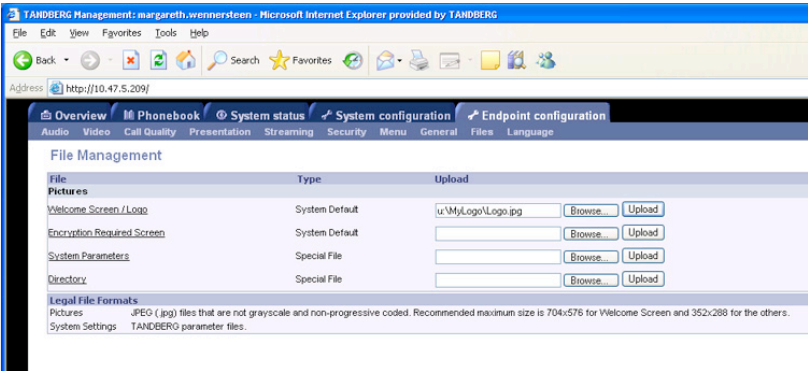 TANDBERG Management: margareth.wennersteen - Microsoft Internet Explorer provided by TANDBERG
File Edit View Favorites Tools Help
Back Search Favorites
Address http://10.47.5.209/
Overview Phonebook System status System configuration Endpoint configuration
Audio Video Call Quality Presentation Streaming Security Menu General Files Language
File Management
File Type Upload
Pictures
Welcome Screen / Logo System Default u:\MyLogo\Logo.jpg Browse... Upload
Encryption Required Screen System Default Browse... Upload
System Parameters Special File Browse... Upload
Directory Special File Browse... Upload
Legal File Formats
Pictures JPEG (.jpg) files that are not grayscale and non-progressive coded. Recommended maximum size is 704x576 for Welcome Screen and 352x288 for the others.
System Settings TANDBERG parameter files.